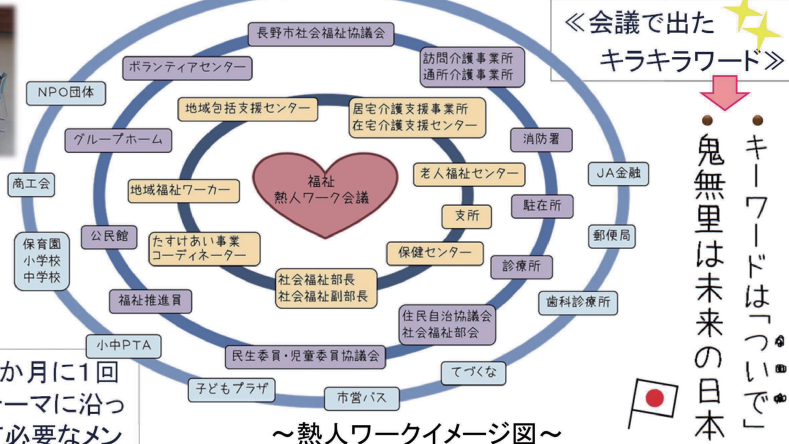 長野市社会福祉協議会
訪問介護事業所
通所介護事業所
ボランティアセンター
NPO団体
地域包括支援センター
居宅介護支援事業所
在宅介護支援センター
グループホーム
消防署
商工会
地域福祉ワーカー
福祉
熱人ワーク会議
老人福祉センター
JA金融
支所
駐在所
保育園
小学校
中学校
公民館
たすけあい事業
コーディネーター
保健センター
郵便局
診療所
社会福祉部長
社会福祉副部長
福祉推進員
歯科診療所
住民自治協議会
社会福祉部会
小中PTA
民生委員・児童委員協議会
てづくな
子どもプラザ
市営バス
～熱人ワークイメージ図～
≪会議で出た
キラキラワード≫
キーワードは「ついで」
鬼無里は未来の日本
か月に1回
ーマに沿っ
必要なメン